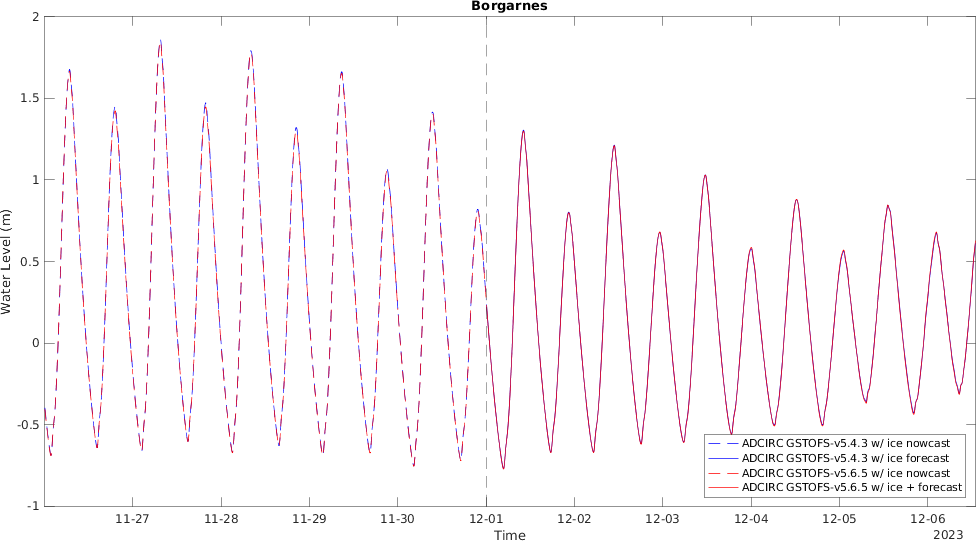 Borgarnes
2
1.5
1
0.5
0
-0.5
-1
Water Level (m)
11-27
11-28
11-29
11-30
12-01
12-02
12-03
12-04
12-05
12-06
Time
2023
ADCIRC GSTOFS-v5.4.3 w/ ice nowcast
ADCIRC GSTOFS-v5.4.3 w/ ice forecast
ADCIRC GSTOFS-v5.6.5 w/ ice nowcast
ADCIRC GSTOFS-v5.6.5 w/ ice + forecast